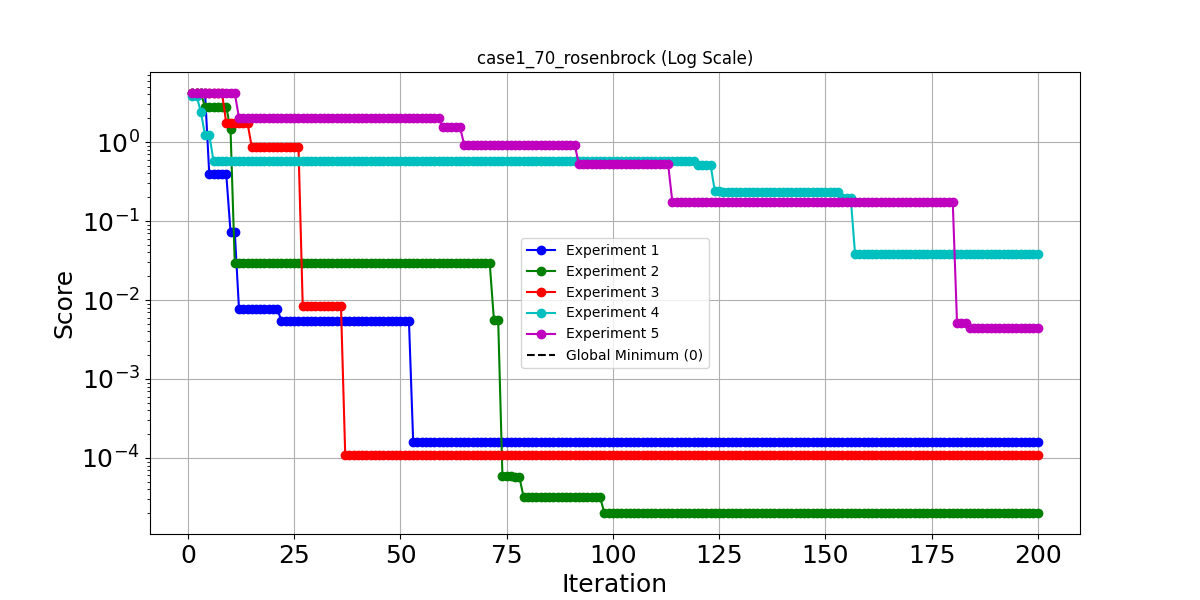 case1_70_rosenbrock (Log Scale)
Score
10^0
10^-1
10^-2
10^-3
10^-4
Experiment 1
Experiment 2
Experiment 3
Experiment 4
Experiment 5
Global Minimum (0)
0 25 50 75 100 125 150 175 200
Iteration